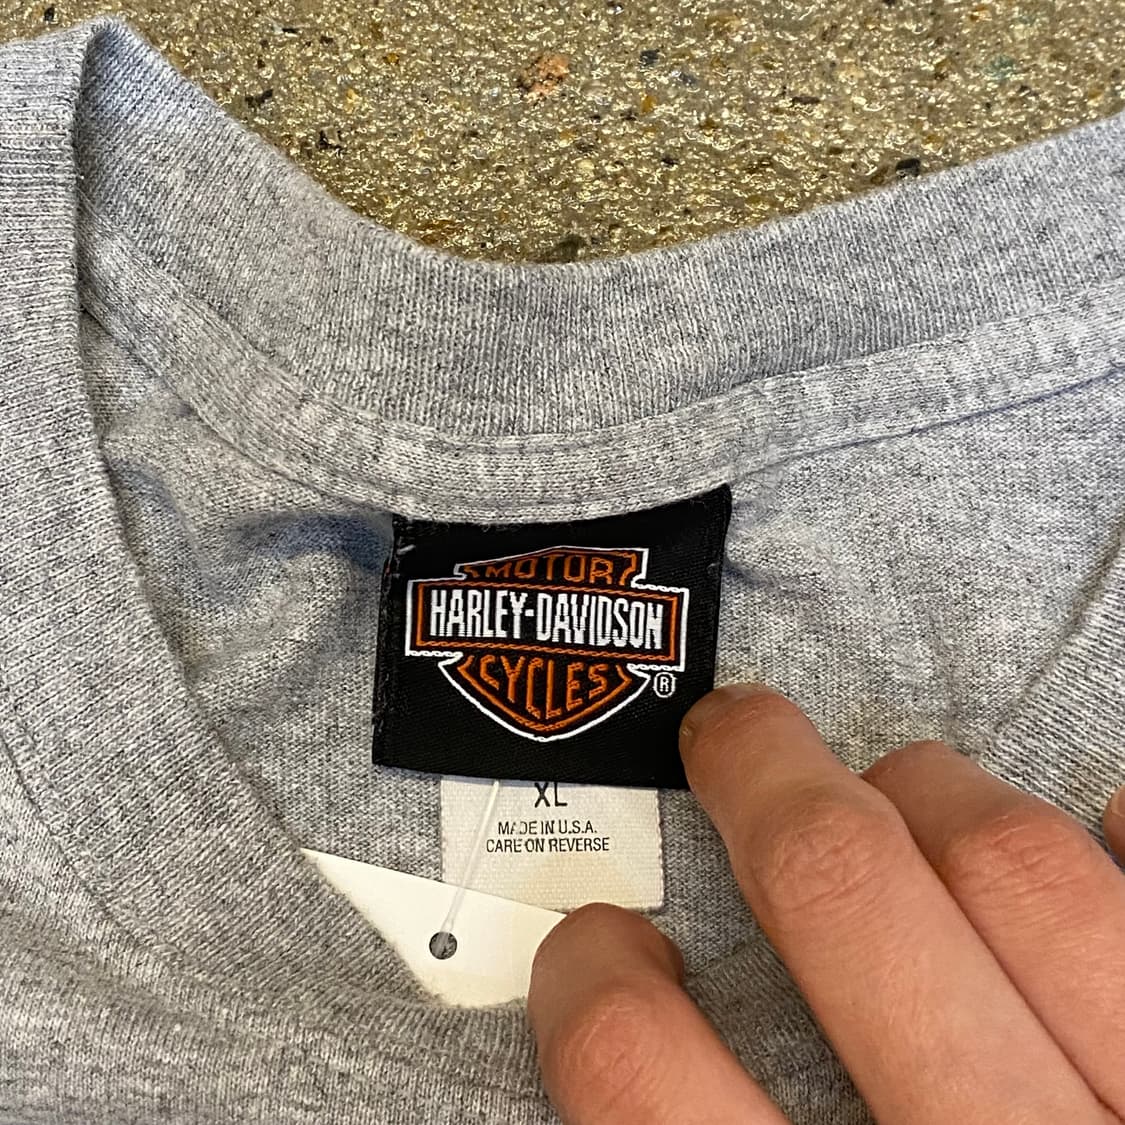 MOTOR
HARLEY-DAVIDSON
CYCLES
®
XL
MADE IN U.S.A.
CARE ON REVERSE